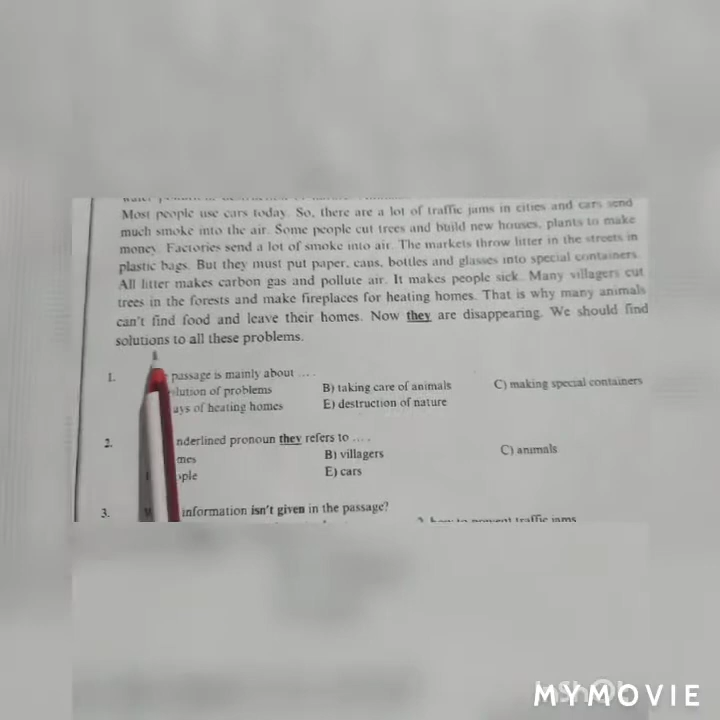 Most people use cars today. So, there are a lot of traffic jams in cities and cars send
much smoke into the air. Some people cut trees and build new houses, plants to make
money. Factories send a lot of smoke into air. The markets throw litter in the streets in
plastic bags. But they must put paper, cans, bottles and glasses into special containers.
All litter makes carbon gas and pollute air. It makes people sick. Many villagers cut
trees in the forests and make fireplaces for heating homes. That is why many animals
can't find food and leave their homes. Now they are disappearing. We should find
solutions to all these problems.
1. passage is mainly about ....
lution of problems B) taking care of animals C) making special containers
ays of heating homes E) destruction of nature
2. nderlined pronoun they refers to ....
mes B) villagers C) animals
ple E) cars
3. information isn't given in the passage?
traffic jams
MYMOVIE